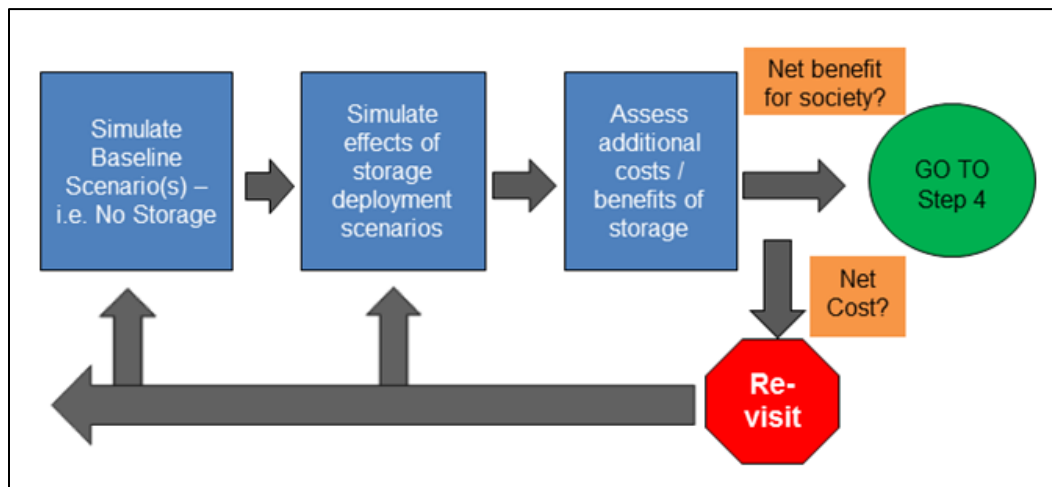 Simulate
Baseline
Scenario(s) –
i.e. No Storage
Simulate
effects of
storage
deployment
scenarios
Assess
additional
costs /
benefits of
storage
Net benefit
for society?
GO TO
Step 4
Net
Cost?
Re-
visit